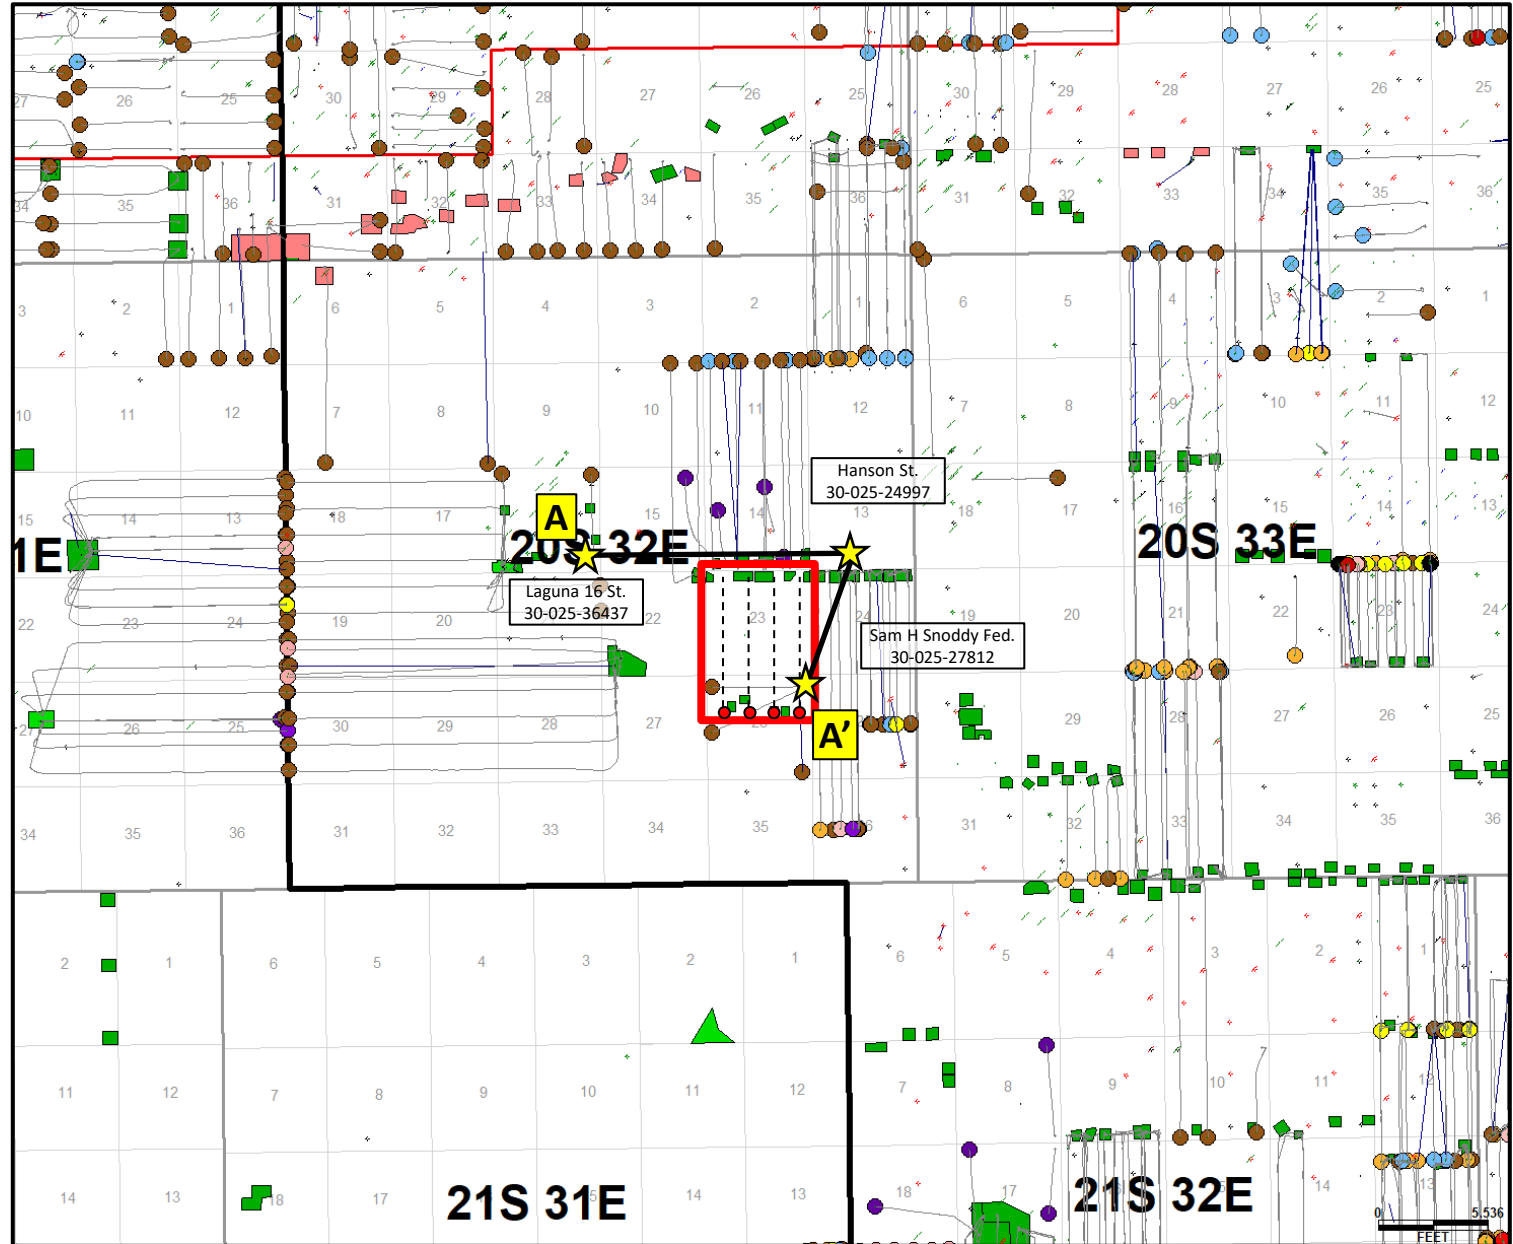 27 26 25 30 29 28 27 26 25 30 29 28 27 25
34 35 36 31 32 33 34 35 36 31 32 33 34 35 36
3 2 1 6 5 4 3 2 1 6 5 4 3 2 1
10 11 12 7 8 9 10 11 12 7 8 9 10 11 12
Hanson St.
30-025-24997
A
15 14 13 18 17 15 14 13 18 17 16 15 14 13
1E
20S 32E
20S 33E
Laguna 16 St.
30-025-36437
22 23 24 19 20 22 23 24 19 20 21 22 23 24
Sam H Snoddy Fed.
30-025-27812
A'
27 26 25 30 29 28 27 29 28 27 26 25
34 35 36 31 32 33 34 35 31 32 33 34 35 36
2 1 6 5 4 3 2 1 6 5 4 3 2 1
11 12 7 8 9 10 11 12 7 8 9 10 11 12
14 13 18 17 14 13 18 17 14 13
21S 31E
21S 32E
0 5,536
FEET